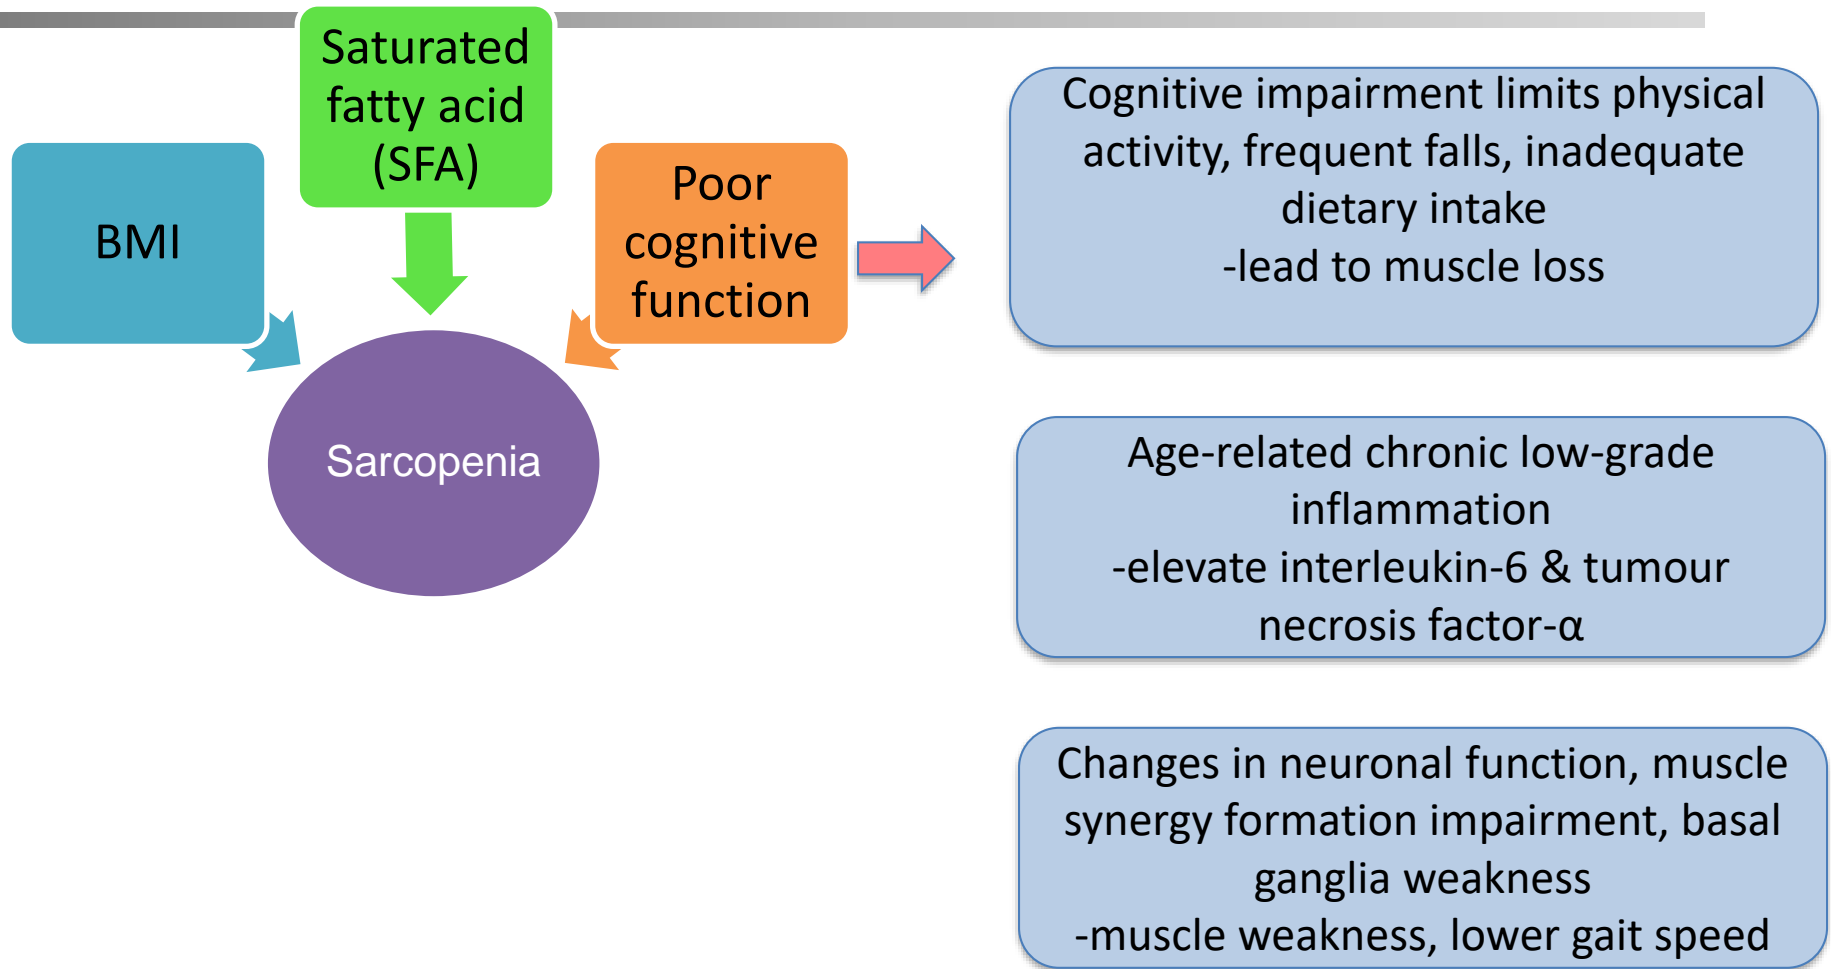 Saturated
fatty acid
(SFA)
BMI
Poor
cognitive
function
Sarcopenia
Cognitive impairment limits physical
activity, frequent falls, inadequate
dietary intake
-lead to muscle loss
Age-related chronic low-grade
inflammation
-elevate interleukin-6 & tumour
necrosis factor-α
Changes in neuronal function, muscle
synergy formation impairment, basal
ganglia weakness
-muscle weakness, lower gait speed